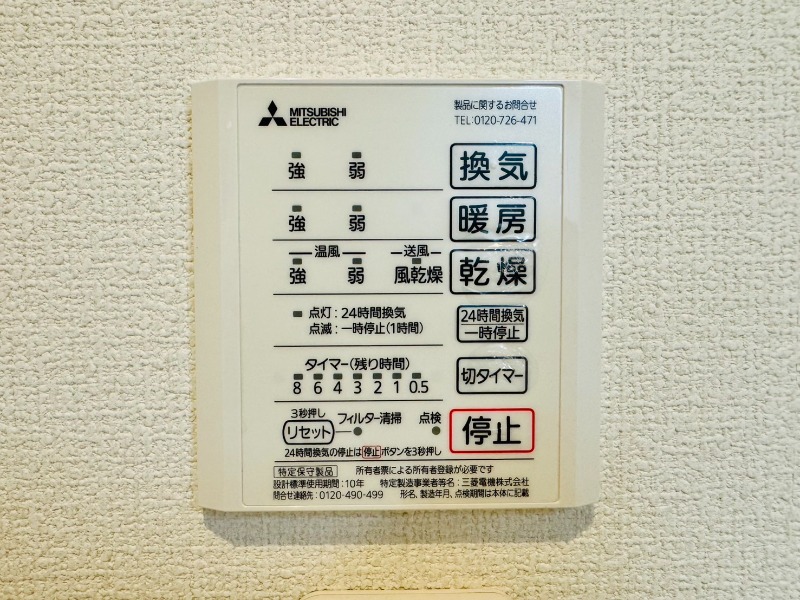 MITSUBISHI
ELECTRIC
製品に関するお問合せ
TEL:0120-726-471
強 弱 換気
強 弱 暖房
温風 送風
強 弱 風乾燥 乾燥
点灯:24時間換気
点滅:一時停止(1時間)
24時間換気
一時停止
タイマー(残り時間)
8 6 4 3 2 1 0.5
切タイマー
3秒押し
リセット フィルター清掃 点検
停止
24時間換気の停止は停止ボタンを3秒押し
特定保守製品 所有者票による所有者登録が必要です
設計標準使用期間:10年 特定製造事業者等名:三菱電機株式会社
問合せ連絡先:0120-490-499 形名、製造年月、点検期間は本体に記載